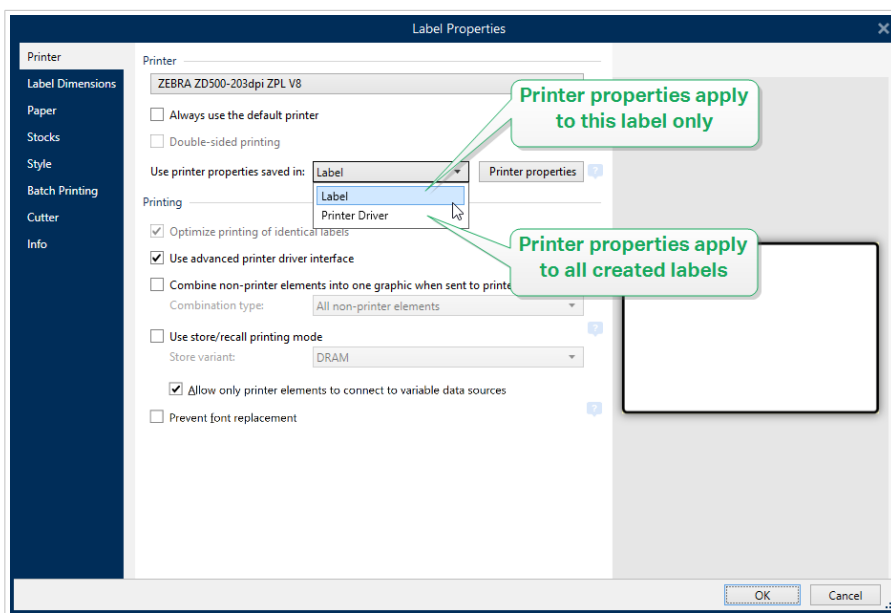 Label Properties
Printer
Label Dimensions
Paper
Stocks
Style
Batch Printing
Cutter
Info
Printer
ZEBRA ZD500-203dpi ZPL V8
Always use the default printer
Double-sided printing
Use printer properties saved in:
Label
Printer properties
?
Label
Printer Driver
Printer properties apply
to this label only
Printer properties apply
to all created labels
Printing
Optimize printing of identical labels
Use advanced printer driver interface
Combine non-printer elements into one graphic when sent to printe
Combination type:
All non-printer elements
?
Use store/recall printing mode
Store variant:
DRAM
Allow only printer elements to connect to variable data sources
?
Prevent font replacement
OK
Cancel